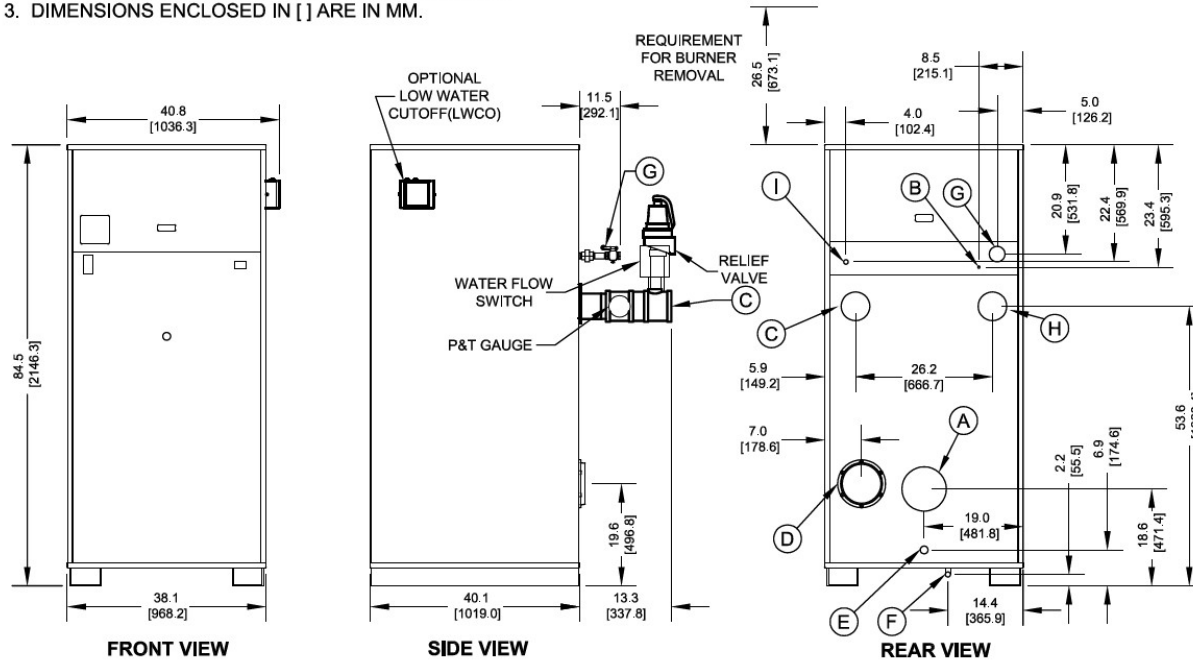 3. DIMENSIONS ENCLOSED IN [ ] ARE IN MM.
40.8
[1036.3]
84.5
[2146.3]
38.1
[968.2]
FRONT VIEW
OPTIONAL
LOW WATER
CUTOFF(LWCO)
11.5
[292.1]
G
WATER FLOW
SWITCH
RELIEF
VALVE
C
P&T GAUGE
19.6
[496.8]
40.1
[1019.0]
13.3
[337.8]
SIDE VIEW
REQUIREMENT
FOR BURNER
REMOVAL
26.5
[673.1]
8.5
[215.1]
4.0
[102.4]
5.0
[126.2]
I
B
G
20.9
[531.8]
22.4
[569.9]
23.4
[595.3]
C
H
5.9
[149.2]
26.2
[666.7]
53.6
7.0
[178.6]
A
2.2
[55.5]
6.9
[174.6]
D
19.0
[481.8]
18.6
[471.4]
E
F
14.4
[365.9]
REAR VIEW